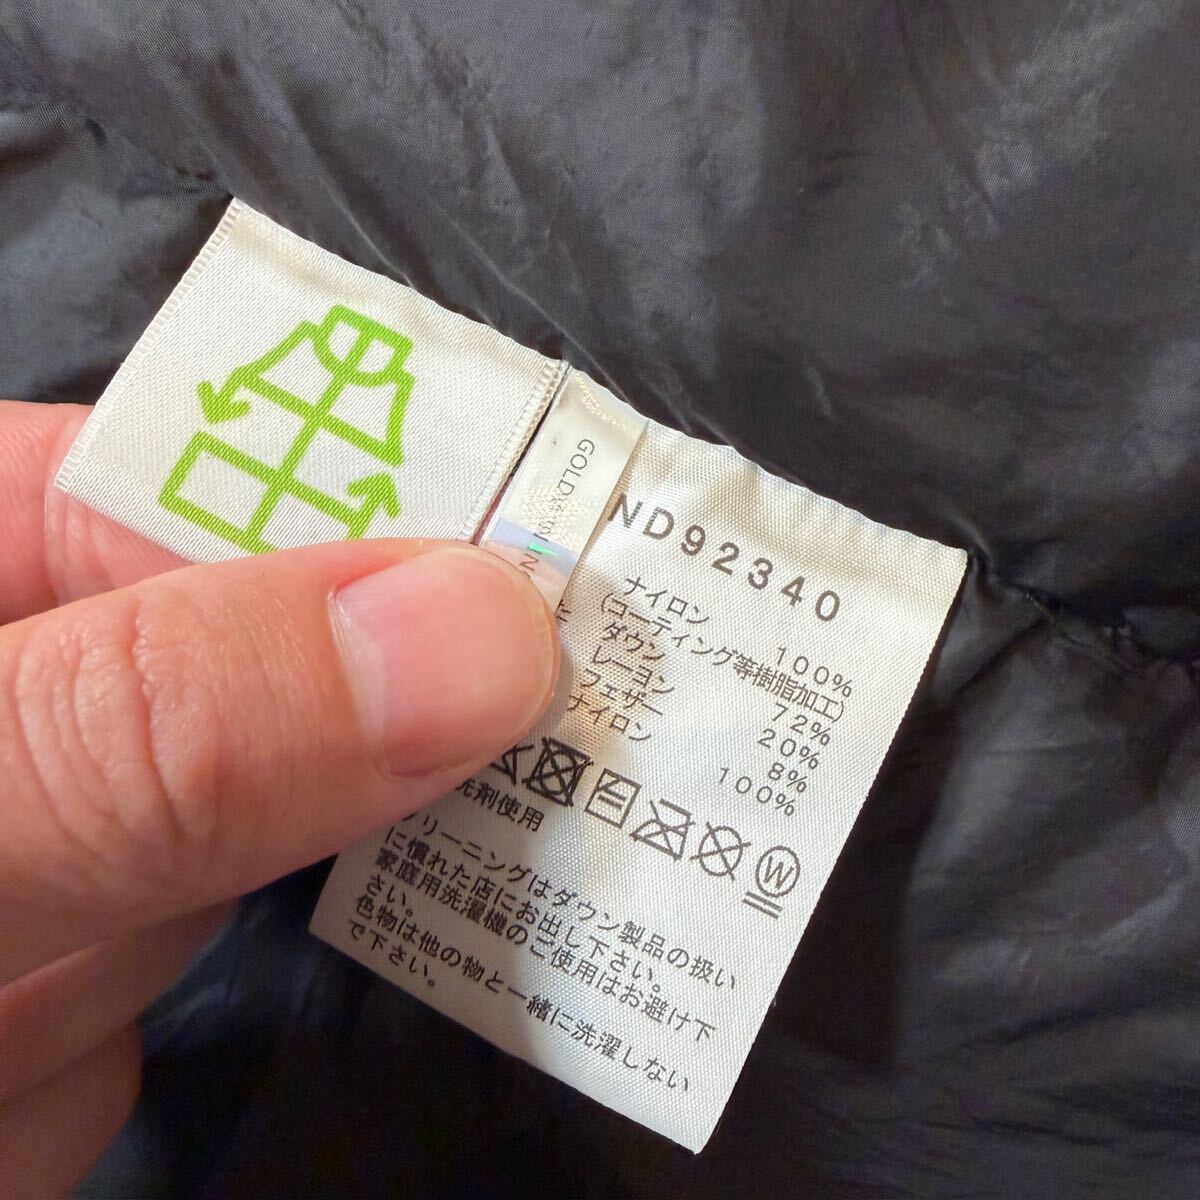 GOLDWIN INC
ND92340
ナイロン 100%
(コーティング等樹脂加工)
ダウン 72%
レーヨン 20%
フェザー 8%
ナイロン 100%
W
洗剤使用
クリーニングはダウン製品の扱い
に慣れた店にお出し下さい。
家庭用洗濯機のご使用はお避け下
さい。
色物は他の物と一緒に洗濯しない
で下さい。